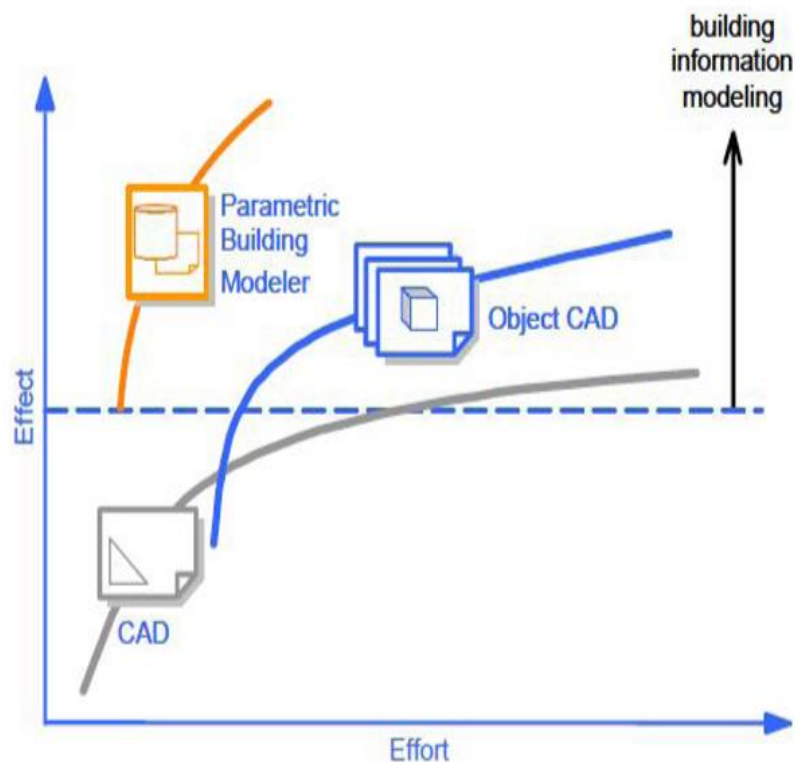 building
information
modeling
Parametric
Building
Modeler
Object CAD
Effect
CAD
Effort